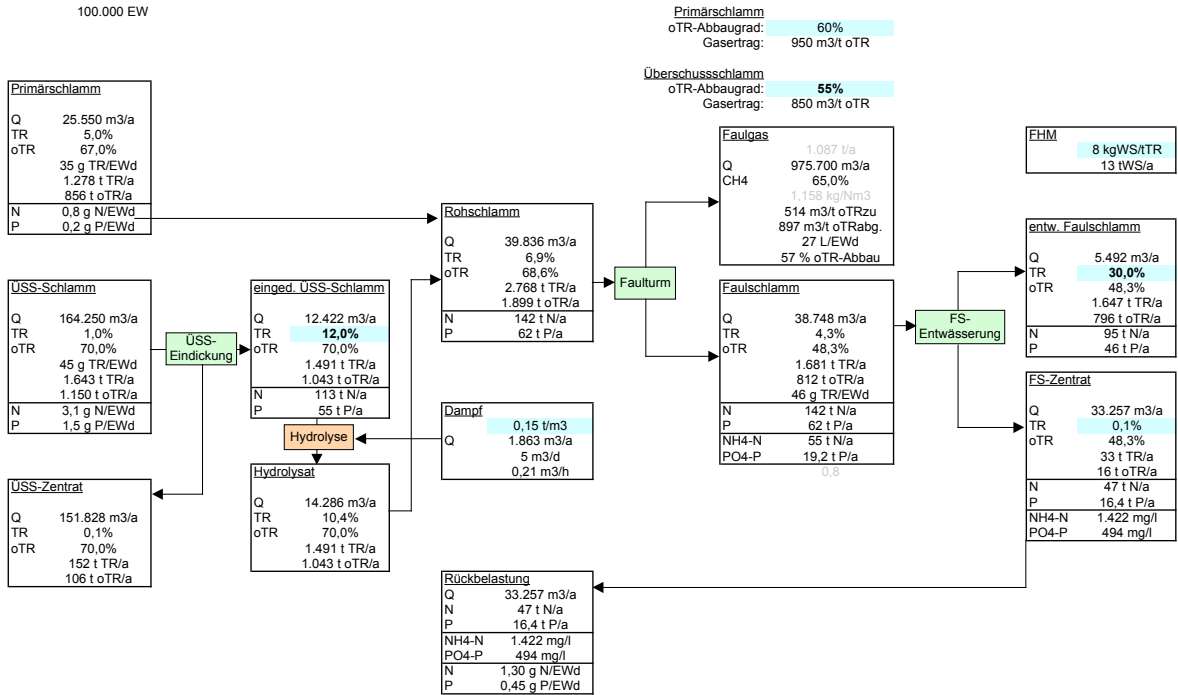 100.000 EW
Primärschlamm
oTR-Abbaugrad: 60%
Gasertrag: 950 m3/t oTR
Überschussschlamm
oTR-Abbaugrad: 55%
Gasertrag: 850 m3/t oTR
Primärschlamm
Q 25.550 m3/a
TR 5,0%
oTR 67,0%
35 g TR/EWd
1.278 t TR/a
856 t oTR/a
N 0,8 g N/EWd
P 0,2 g P/EWd
ÜSS-Schlamm
Q 164.250 m3/a
TR 1,0%
oTR 70,0%
45 g TR/EWd
1.643 t TR/a
1.150 t oTR/a
N 3,1 g N/EWd
P 1,5 g P/EWd
ÜSS-
Eindickung
ÜSS-Zentrat
Q 151.828 m3/a
TR 0,1%
oTR 70,0%
152 t TR/a
106 t oTR/a
einged. ÜSS-Schlamm
Q 12.422 m3/a
TR 12,0%
oTR 70,0%
1.491 t TR/a
1.043 t oTR/a
N 113 t N/a
P 55 t P/a
Hydrolyse
Hydrolysat
Q 14.286 m3/a
TR 10,4%
oTR 70,0%
1.491 t TR/a
1.043 t oTR/a
Rohschlamm
Q 39.836 m3/a
TR 6,9%
oTR 68,6%
2.768 t TR/a
1.899 t oTR/a
N 142 t N/a
P 62 t P/a
Dampf
0,15 t/m3
Q 1.863 m3/a
5 m3/d
0,21 m3/h
Faulturm
Faulgas
1.087 t/a
Q 975.700 m3/a
CH4 65,0%
1,158 kg/Nm3
514 m3/t oTRzu
897 m3/t oTRabg.
27 L/EWd
57 % oTR-Abbau
Faulschlamm
Q 38.748 m3/a
TR 4,3%
oTR 48,3%
1.681 t TR/a
812 t oTR/a
46 g TR/EWd
N 142 t N/a
P 62 t P/a
NH4-N 55 t N/a
PO4-P 19,2 t P/a
0,8
FS-
Entwässerung
FHM
8 kgWS/tTR
13 tWS/a
entw. Faulschlamm
Q 5.492 m3/a
TR 30,0%
oTR 48,3%
1.647 t TR/a
796 t oTR/a
N 95 t N/a
P 46 t P/a
FS-Zentrat
Q 33.257 m3/a
TR 0,1%
oTR 48,3%
33 t TR/a
16 t oTR/a
N 47 t N/a
P 16,4 t P/a
NH4-N 1.422 mg/l
PO4-P 494 mg/l
Rückbelastung
Q 33.257 m3/a
N 47 t N/a
P 16,4 t P/a
NH4-N 1.422 mg/l
PO4-P 494 mg/l
N 1,30 g N/EWd
P 0,45 g P/EWd